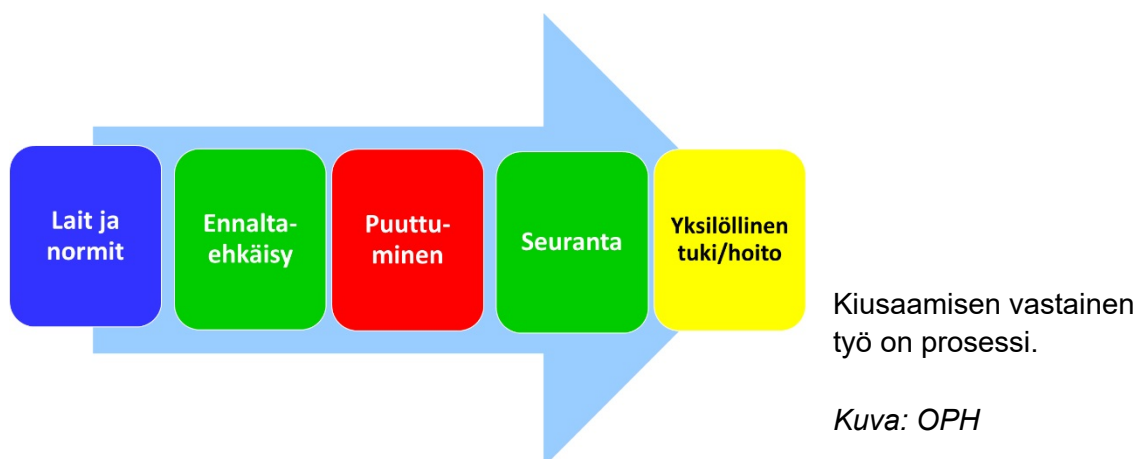 Lait ja
normit
Ennalta-
ehkäisy
Puuttu-
minen
Seuranta
Yksilöllinen
tuki/hoito
Kiusaamisen vastainen
työ on prosessi.
Kuva: OPH